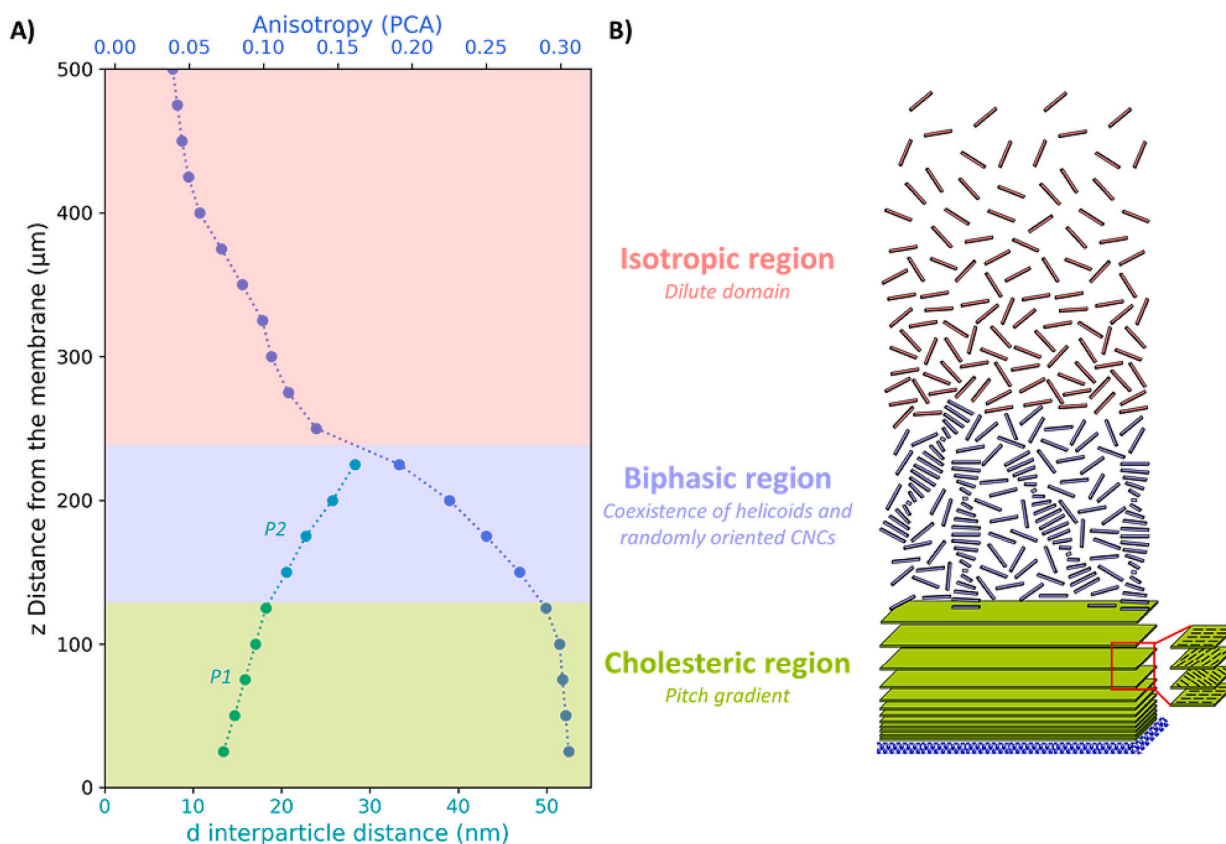 A)
Anisotropy (PCA)
0.00 0.05 0.10 0.15 0.20 0.25 0.30
z Distance from the membrane (µm)
500
400
300
200
100
0
P2
P1
0 10 20 30 40 50
d interparticle distance (nm)
B)
Isotropic region
Dilute domain
Biphasic region
Coexistence of helicoids and
randomly oriented CNCs
Cholesteric region
Pitch gradient